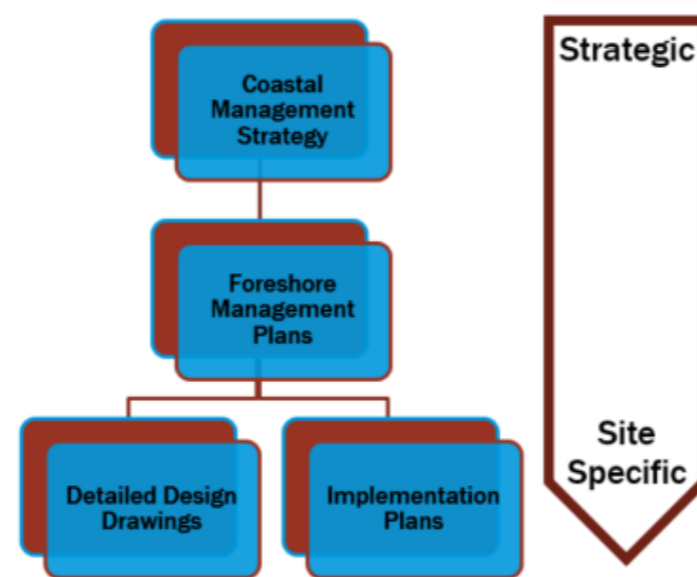 Strategic
Coastal
Management
Strategy
Foreshore
Management
Plans
Site
Specific
Detailed Design
Drawings
Implementation
Plans